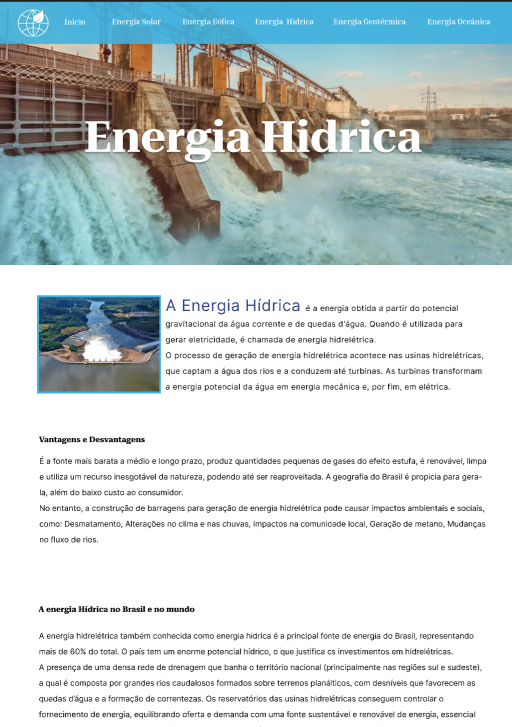 Ínicio Energia Solar Energia Eólica Energia Hidrica Energia Geotérmica Energia Oceânica
Energia Hidrica
A Energia Hídrica é a energia obtida a partir do potencial
gravitacional da água corrente e de quedas d'água. Quando é utilizada para
gerar eletricidade, é chamada de energia hidrelétrica.
O processo de geração de energia hidrelétrica acontece nas usinas hidrelétricas,
que captam a água dos rios e a conduzem até turbinas. As turbinas transformam
a energia potencial da água em energia mecânica e, por fim, em elétrica.
Vantagens e Desvantagens
É a fonte mais barata a médio e longo prazo, produz quantidades pequenas de gases do efeito estufa, é renovável, limpa
e utiliza um recurso inesgotável da natureza, podendo até ser reaproveitada. A geografia do Brasil é propícia para gera-
la, além do baixo custo ao consumidor.
No entanto, a construção de barragens para geração de energia hidrelétrica pode causar impactos ambientais e sociais,
como: Desmatamento, Alterações no clima e nas chuvas, Impactos na comunidade local, Geração de metano, Mudanças
no fluxo de rios.
A energia Hídrica no Brasil e no mundo
A energia hidrelétrica também conhecida como energia hidrica é a principal fonte de energia do Brasil, representando
mais de 60% do total. O país tem um enorme potencial hídrico, o que justifica os investimentos em hidrelétricas.
A presença de uma densa rede de drenagem que banha o território nacional (principalmente nas regiões sul e sudeste),
a qual é composta por grandes rios caudalosos formados sobre terrenos planálticos, com desníveis que favorecem as
quedas d'água e a formação de correntezas. Os reservatórios das usinas hidrelétricas conseguem controlar o
fornecimento de energia, equilibrando oferta e demanda com uma fonte sustentável e renovável de energia, essencial